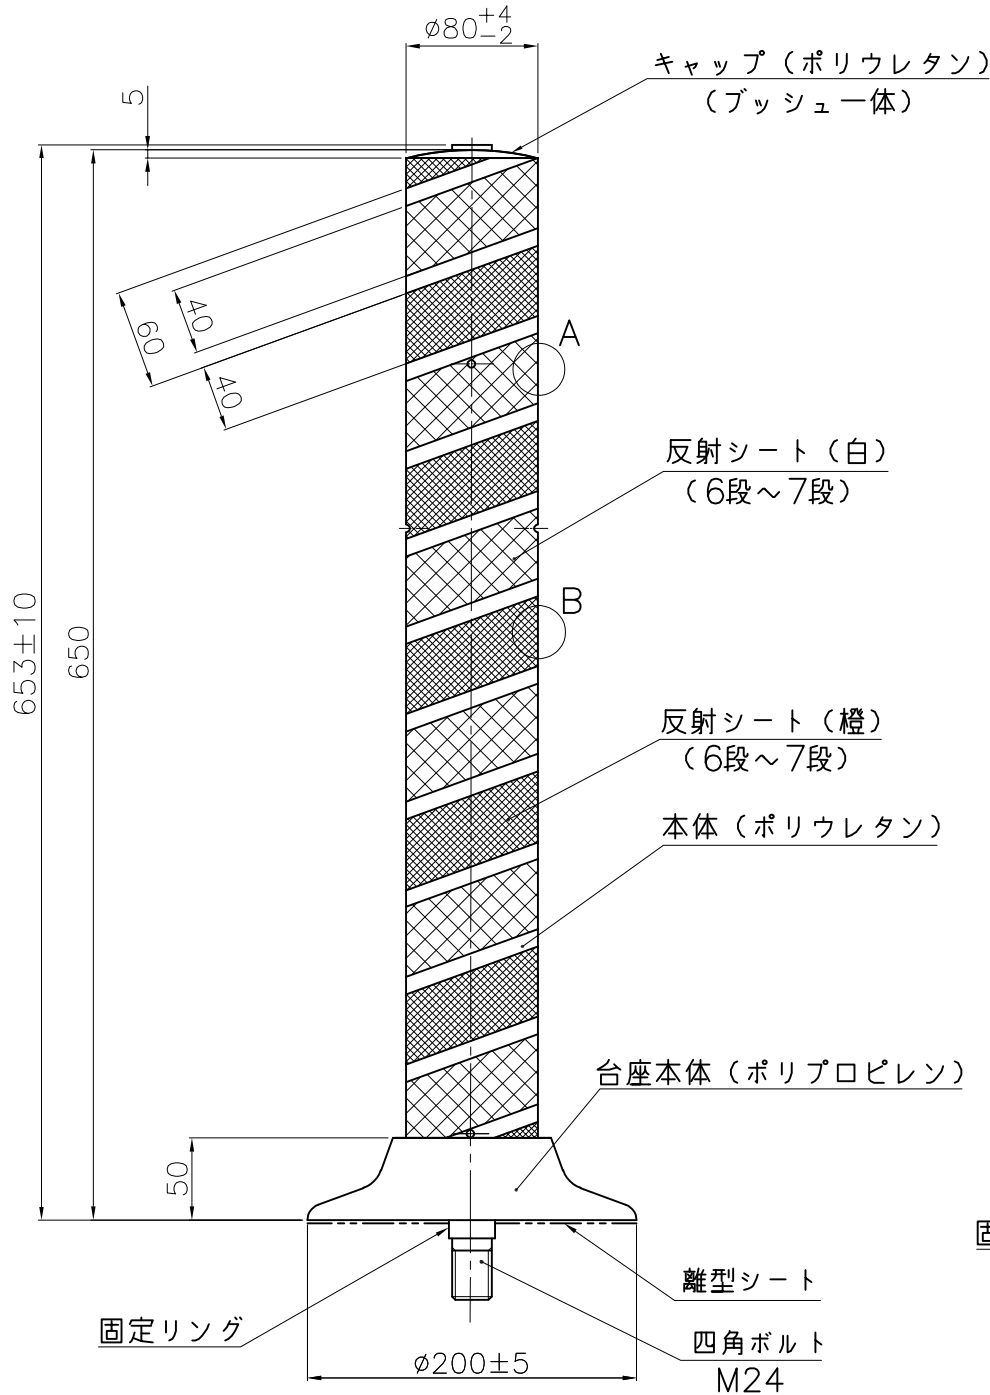 ⌀80+4-2
キャップ（ポリウレタン）
（ブッシュ一体）
5
60
40
40
A
反射シート（白）
（6段～7段）
B
653±10
650
反射シート（橙）
（6段～7段）
本体（ポリウレタン）
台座本体（ポリプロピレン）
50
固
離型シート
固定リング
四角ボルト
M24
⌀200±5